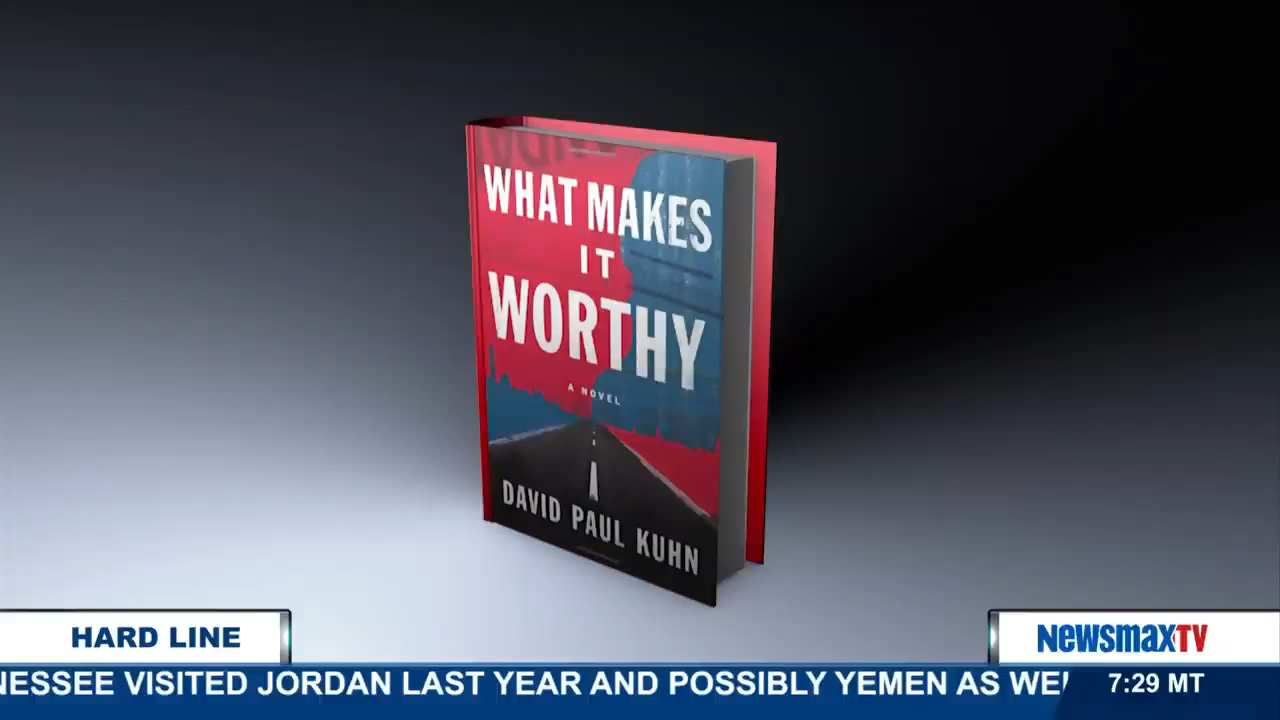 WHAT MAKES
IT
WORTHY
A NOVEL
DAVID PAUL KUHN
HARD LINE
NEWSMAXTV
NESSEE VISITED JORDAN LAST YEAR AND POSSIBLY YEMEN AS WE
7:29 MT